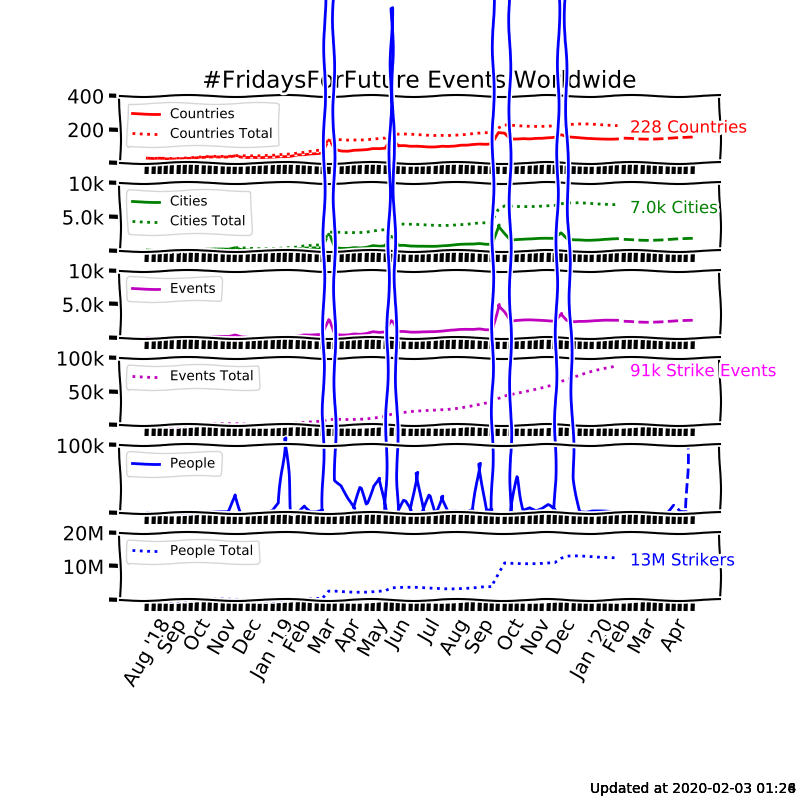 #FridaysForFuture Events Worldwide
400
200
Countries
Countries Total
228 Countries
10k
5.0k
Cities
Cities Total
7.0k Cities
10k
5.0k
Events
100k
50k
Events Total
91k Strike Events
100k
People
20M
10M
People Total
13M Strikers
Aug '18 Sep Oct Nov Dec Jan '19 Feb Mar Apr May Jun Jul Aug Sep Oct Nov Dec Jan '20 Feb Mar Apr
Updated at 2020-02-03